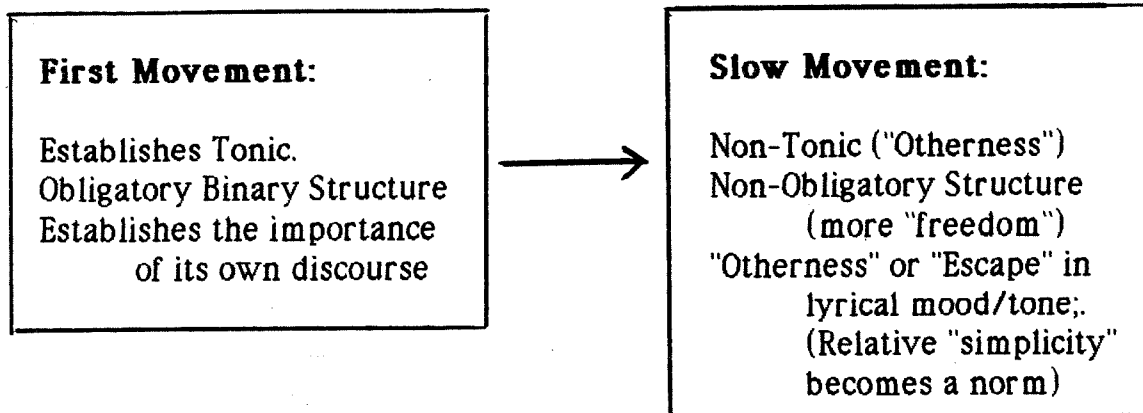 First Movement:
Establishes Tonic.
Obligatory Binary Structure
Establishes the importance
of its own discourse
Slow Movement:
Non-Tonic ("Otherness")
Non-Obligatory Structure
(more "freedom")
"Otherness" or "Escape" in
lyrical mood/tone;.
(Relative "simplicity"
becomes a norm)